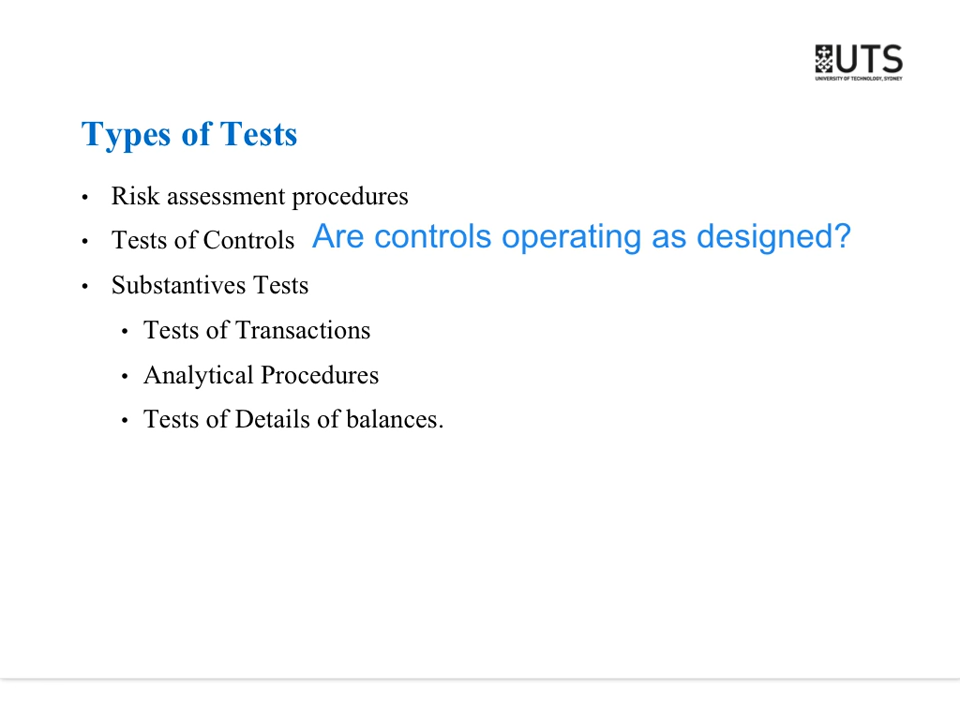 UTS
UNIVERSITY OF TECHNOLOGY, SYDNEY
Types of Tests
• Risk assessment procedures
• Tests of Controls Are controls operating as designed?
• Substantives Tests
• Tests of Transactions
• Analytical Procedures
• Tests of Details of balances.